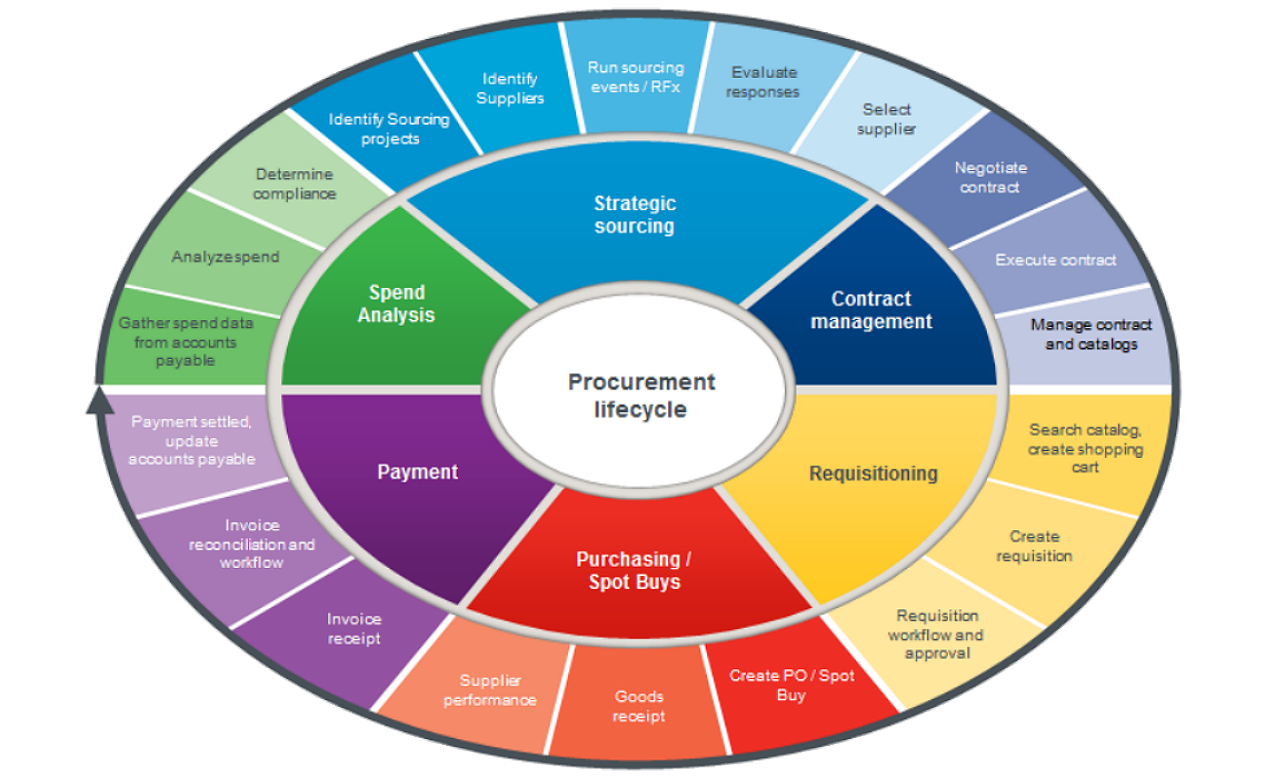 Identify Sourcing
projects
Identify
Suppliers
Run sourcing
events / RFx
Evaluate
responses
Select
supplier
Negotiate
contract
Execute contract
Manage contract
and catalogs
Search catalog,
create shopping
cart
Create
requisition
Requisition
workflow and
approval
Create PO / Spot
Buy
Goods
receipt
Supplier
performance
Invoice
receipt
Invoice
reconciliation and
workflow
Payment settled,
update
accounts payable
Gather spend data
from accounts
payable
Analyze spend
Determine
compliance
Strategic
sourcing
Contract
management
Requisitioning
Purchasing /
Spot Buys
Payment
Spend
Analysis
Procurement
lifecycle